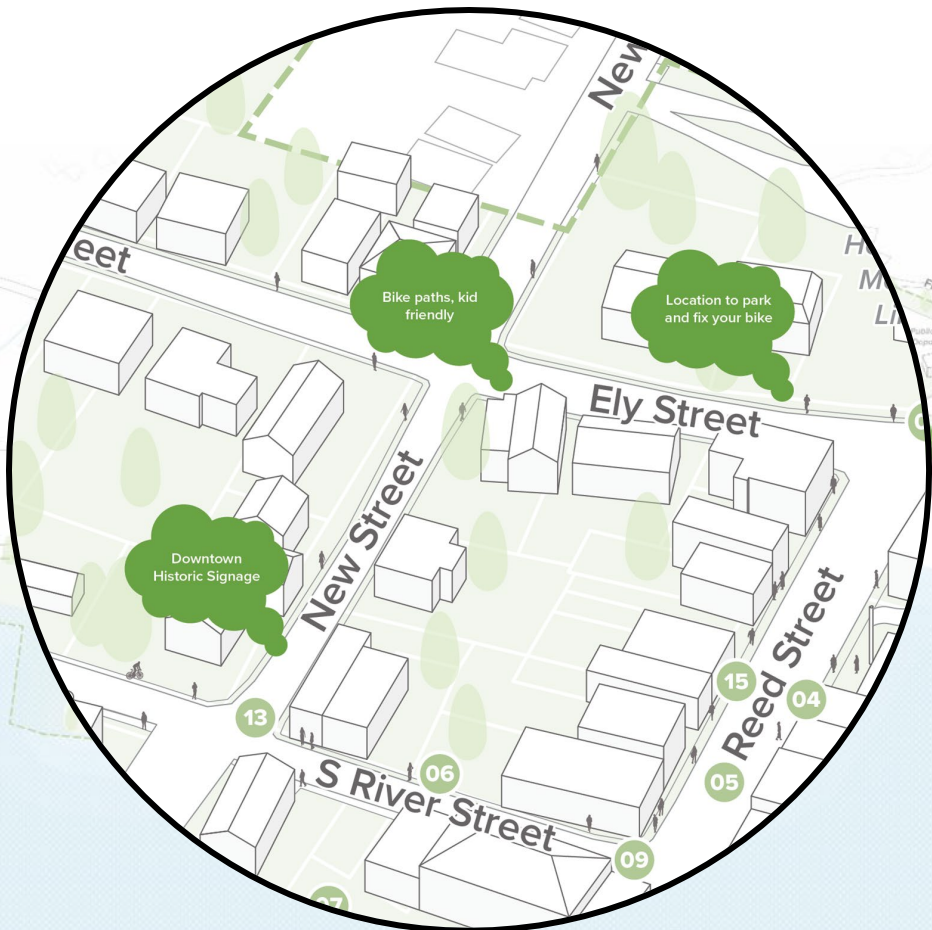 New
eet
Bike paths, kid
friendly
Location to park
and fix your bike
Ely Street
Downtown
Historic Signage
New Street
Reed Street
15
04
13
05
06
S River Street
09
07